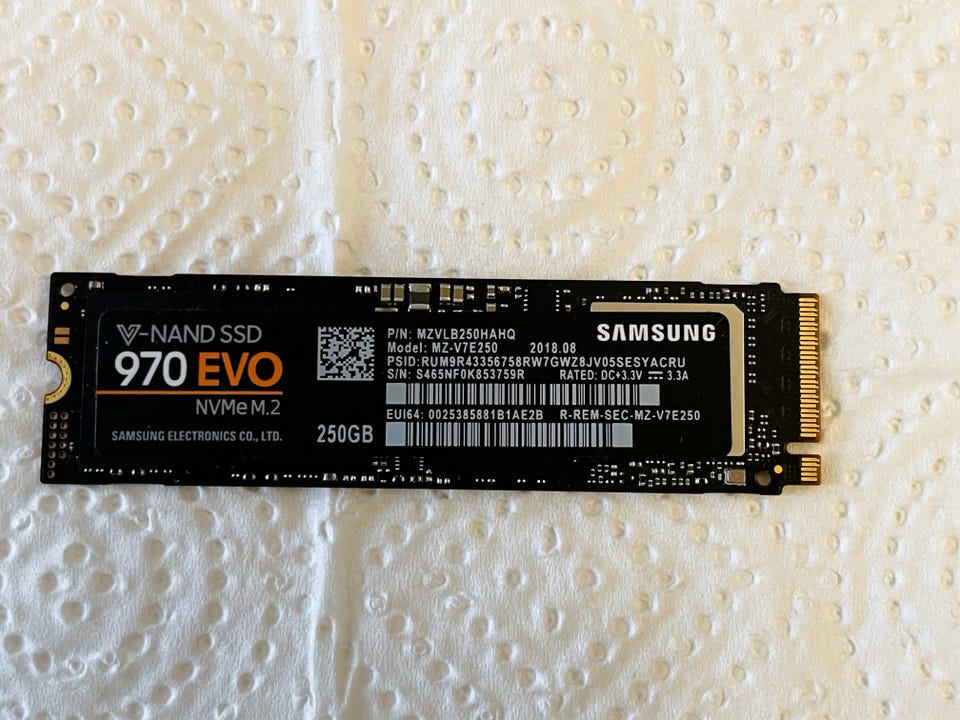 V-NAND SSD
970 EVO
NVMe M.2
SAMSUNG ELECTRONICS CO., LTD.
250GB
SAMSUNG
P/N: MZVLB250HAHQ
Model: MZ-V7E250 2018.08
PSID:RUM9R43356758RW7GWZ8JV05SESYACRU
S/N: S465NF0K853759R RATED: DC+3.3V ⎓ 3.3A
EUI64: 0025385881B1AE2B R-REM-SEC-MZ-V7E250